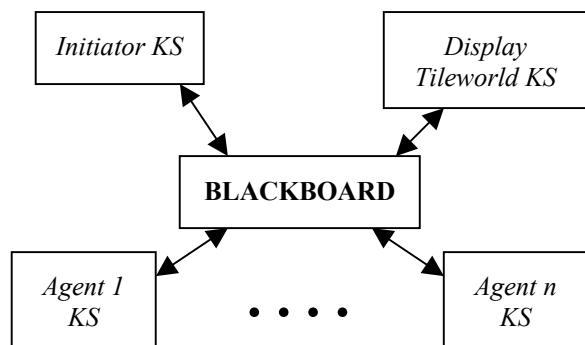 Initiator KS
Display
Tileworld KS
BLACKBOARD
Agent 1
KS
Agent n
KS